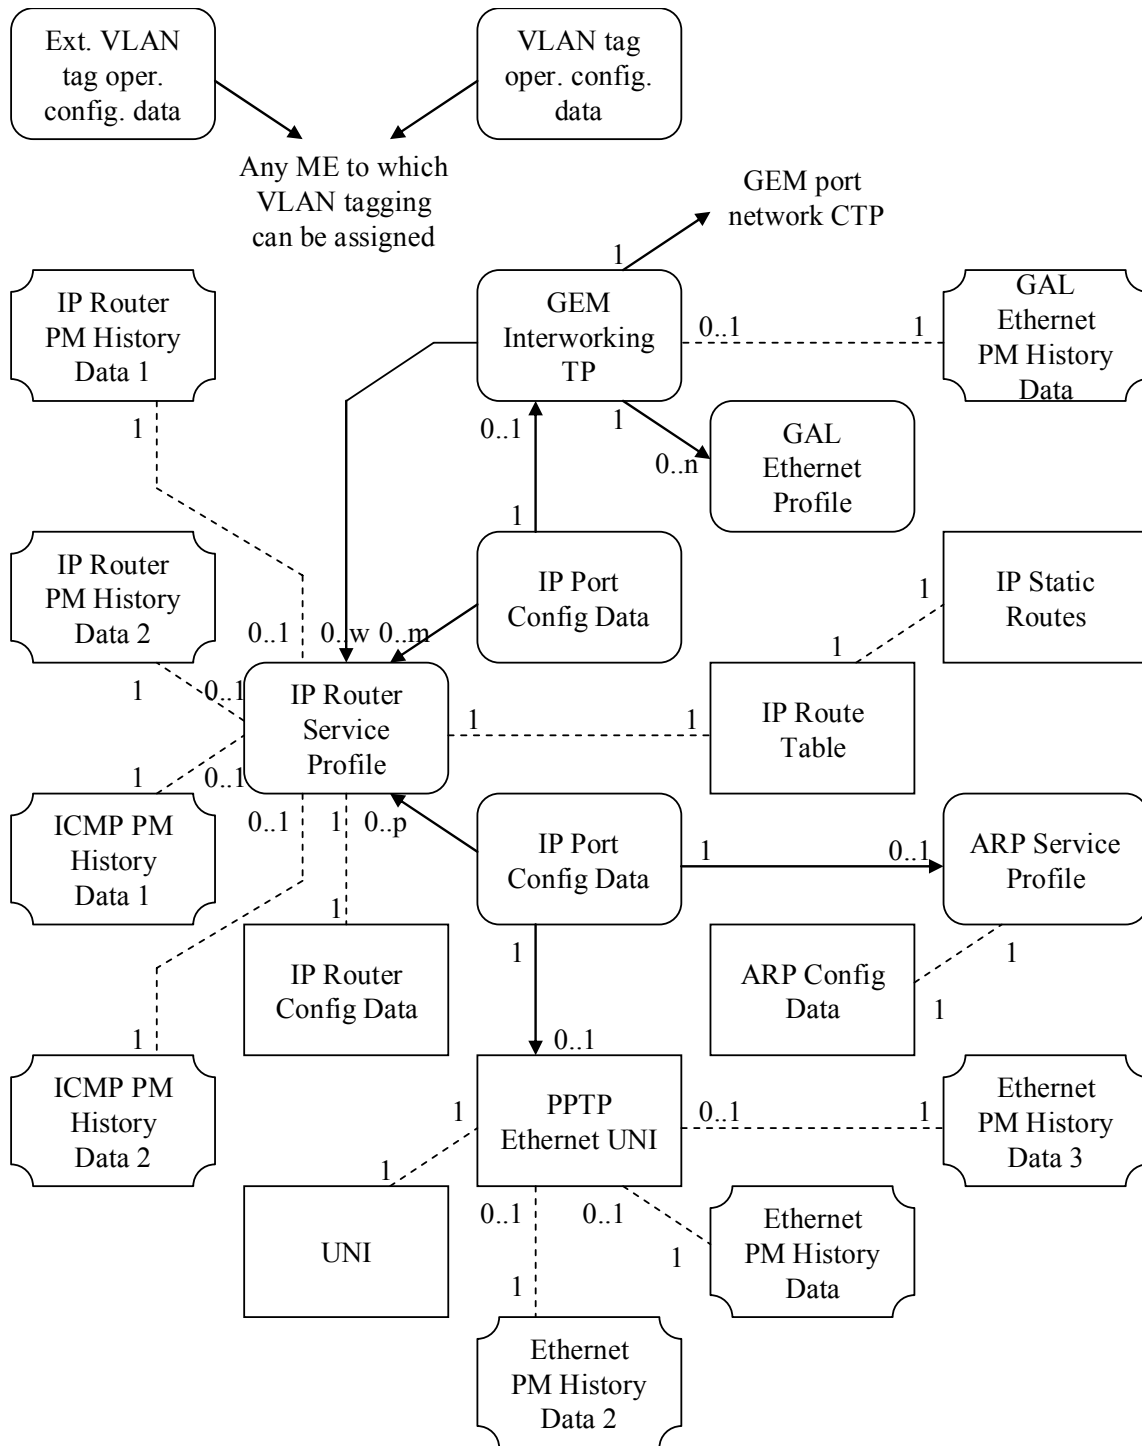 Ext. VLAN
tag oper.
config. data
VLAN tag
oper. config.
data
Any ME to which
VLAN tagging
can be assigned
GEM port
network CTP
1
IP Router
PM History
Data 1
GEM
Interworking
TP
0..1
1
GAL
Ethernet
PM History
Data
1
0..1
1
0..n
GAL
Ethernet
Profile
1
IP Router
PM History
Data 2
IP Port
Config Data
IP Static
Routes
1
1
0..1
0..w
0..m
1
0..1
IP Router
Service
Profile
1
1
IP Route
Table
1
0..1
0..1
1
0..p
ICMP PM
History
Data 1
IP Port
Config Data
1
0..1
ARP Service
Profile
1
1
1
IP Router
Config Data
ARP Config
Data
1
1
0..1
ICMP PM
History
Data 2
PPTP
Ethernet UNI
1
1
0..1
1
Ethernet
PM History
Data 3
UNI
0..1
0..1
1
1
Ethernet
PM History
Data
Ethernet
PM History
Data 2